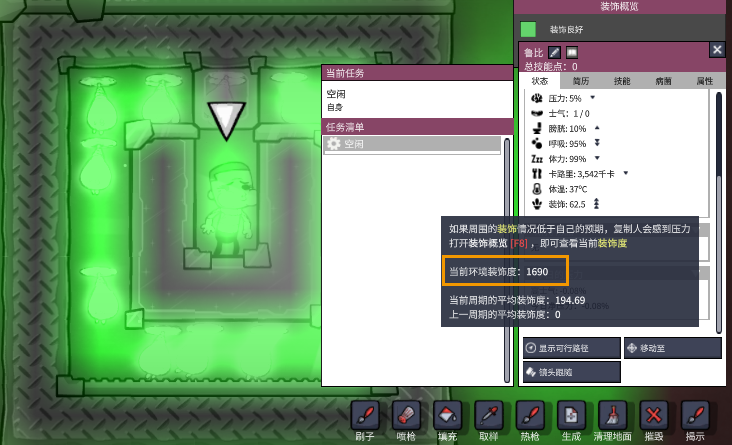 装饰概览
装饰良好
鲁比
总技能点：0
状态
简历
技能
病菌
属性
压力: 5%
士气: 1 / 0
膀胱: 10%
呼吸: 95%
体力: 99%
卡路里: 3,542千卡
体温: 37°C
装饰: 62.5
当前任务
空闲
自身
任务清单
空闲
如果周围的装饰情况低于自己的预期，复制人会感到压力
打开装饰概览 [F8] ，即可查看当前装饰度
当前环境装饰度：1690
当前周期的平均装饰度：194.69
上一周期的平均装饰度：0
显示可行路径
移动至
镜头跟随
刷子
喷枪
填充
取样
热枪
生成
清理地面
摧毁
揭示